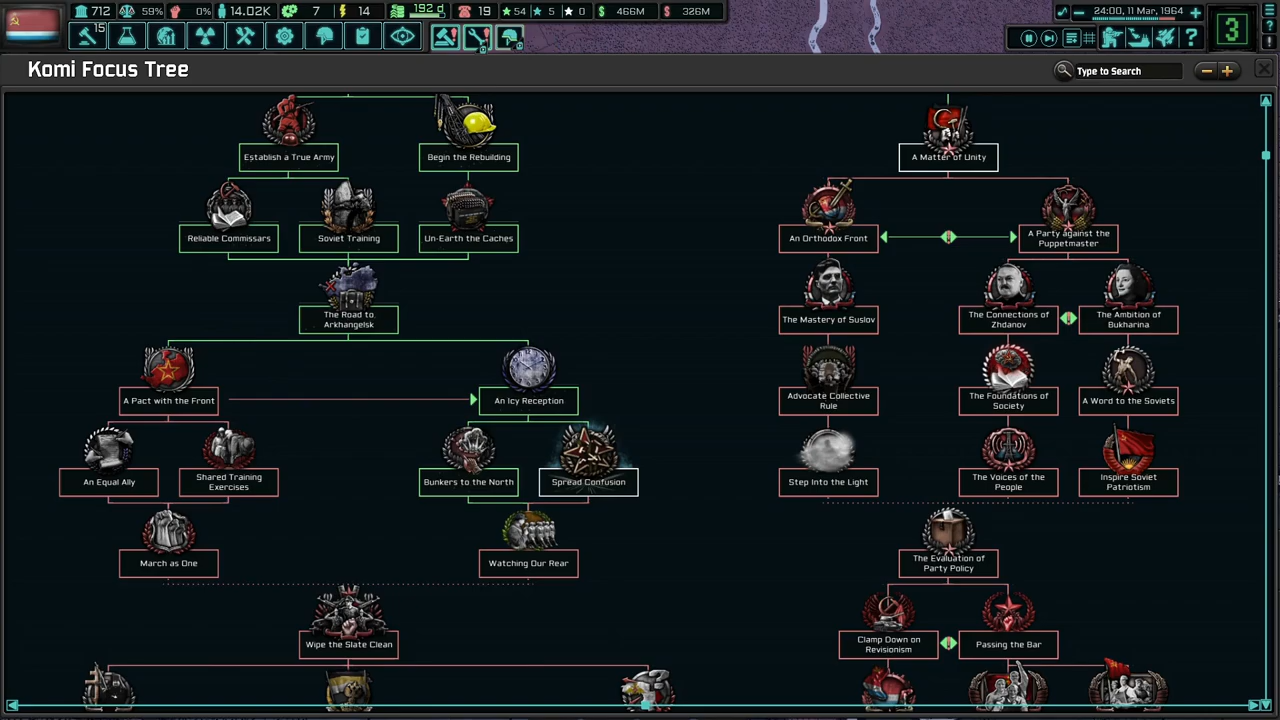 712 59% 0% 14.02K 7 14 192 d 19 54 5 0 $ 466M $ 326M 24:00, 11 Mar, 1964
15 3
Komi Focus Tree Type to Search
Establish a True Army Begin the Rebuilding A Matter of Unity
Reliable Commissars Soviet Training Un-Earth the Caches An Orthodox Front A Party against the
Puppetmaster
The Road to
Arkhangelsk
The Mastery of Suslov
The Connections of
Zhdanov
The Ambition of
Bukharina
A Pact with the Front An Icy Reception
Advocate Collective
Rule
The Foundations of
Society
A Word to the Soviets
An Equal Ally
Shared Training
Exercises
Bunkers to the North Spread Confusion Step Into the Light
The Voices of the
People
Inspire Soviet
Patriotism
March as One Watching Our Rear
The Evaluation of
Party Policy
Wipe the Slate Clean
Clamp Down on
Revisionism
Passing the Bar